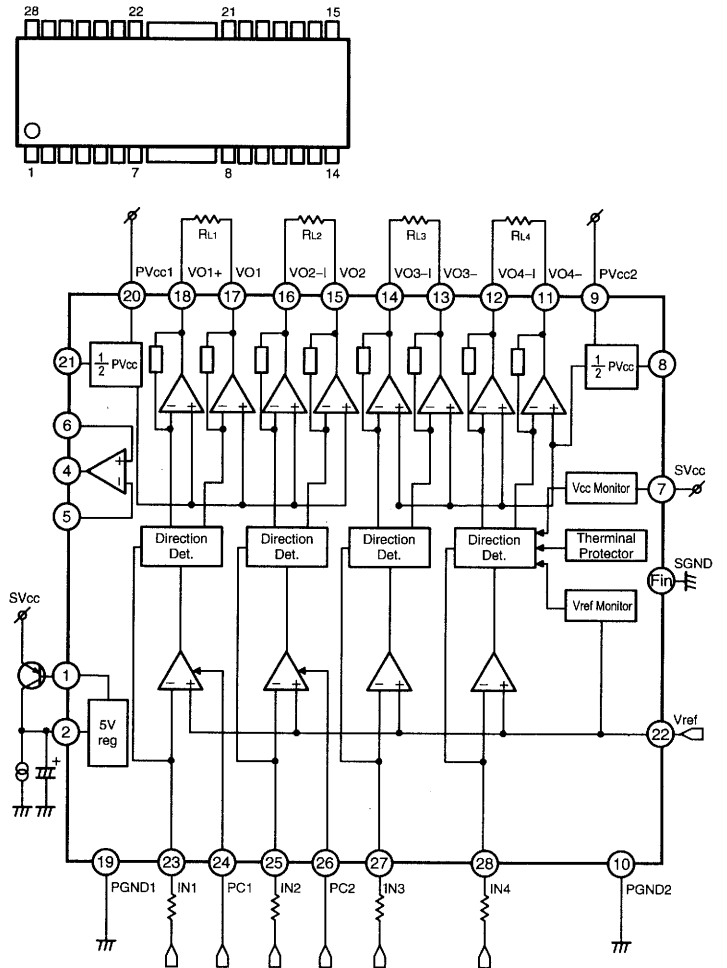 28 22 21 15
1 7 8 14
RL1 RL2 RL3 RL4
PVcc1 VO1+ VO1 VO2-I VO2 VO3-I VO3- VO4-I VO4- PVcc2
20 18 17 16 15 14 13 12 11 9
21 1/2 PVcc 1/2 PVcc 8
− + − + − + − + − + − + − + − +
6
4 + −
5
SVcc
Vcc Monitor 7
Direction Det. Direction Det. Direction Det. Direction Det.
Therminal Protector
SGND
Fin
SVcc
Vref Monitor
1
− + − + − + − +
2 5V reg
Vref
22
+
19 23 24 25 26 27 28 10
PGND1 IN1 PC1 IN2 PC2 IN3 IN4 PGND2